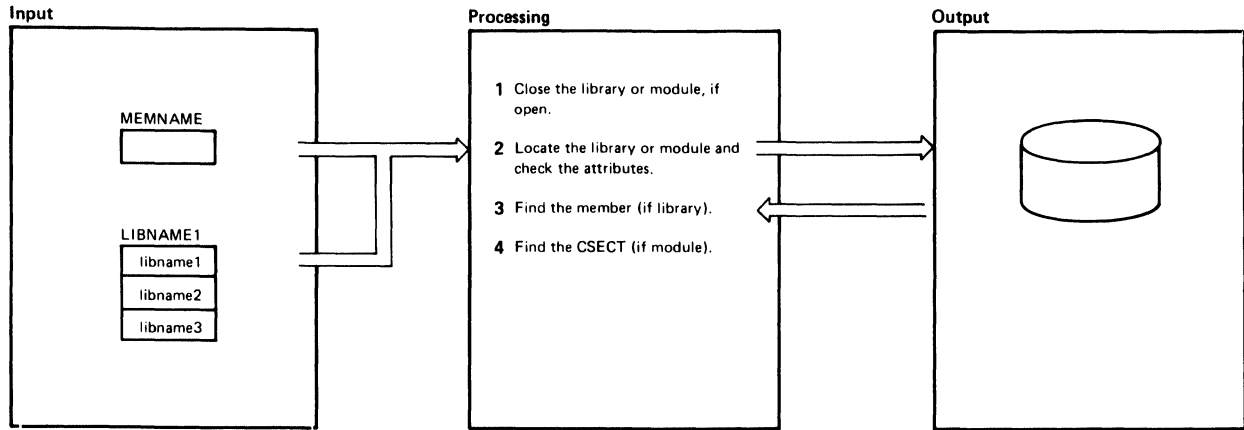 Input
MEMNAME
LIBNAME1
libname1
libname2
libname3
Processing
1 Close the library or module, if
open.
2 Locate the library or module and
check the attributes.
3 Find the member (if library).
4 Find the CSECT (if module).
Output